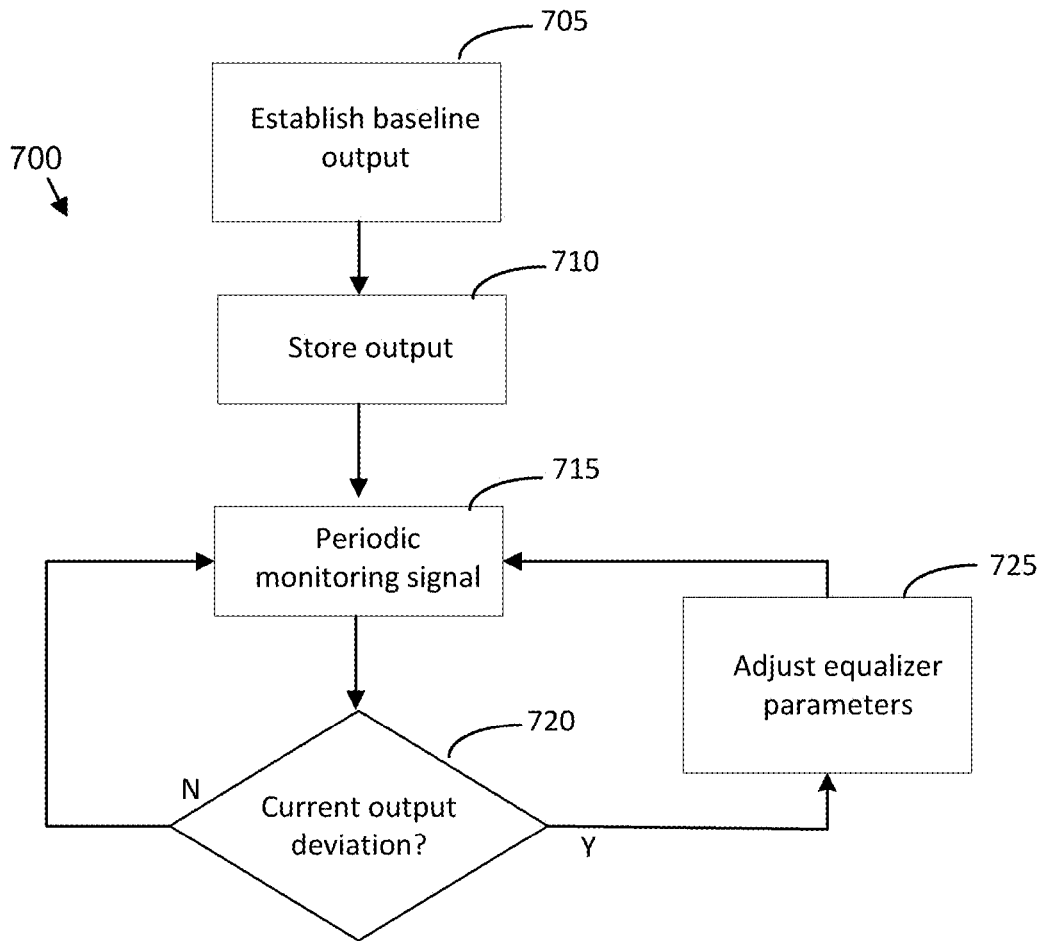 705
Establish baseline
output
700
710
Store output
715
Periodic
monitoring signal
725
Adjust equalizer
parameters
720
N
Current output
deviation?
Y